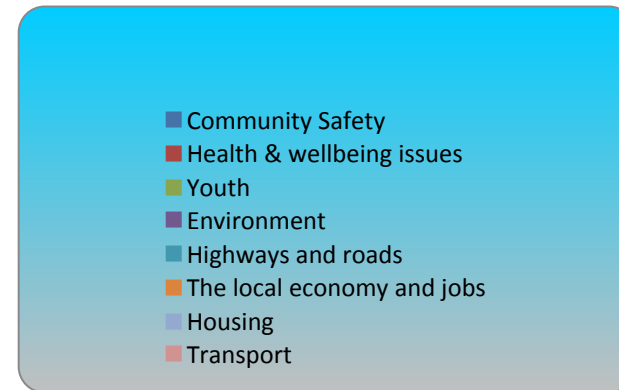 Community Safety
Health & wellbeing issues
Youth
Environment
Highways and roads
The local economy and jobs
Housing
Transport